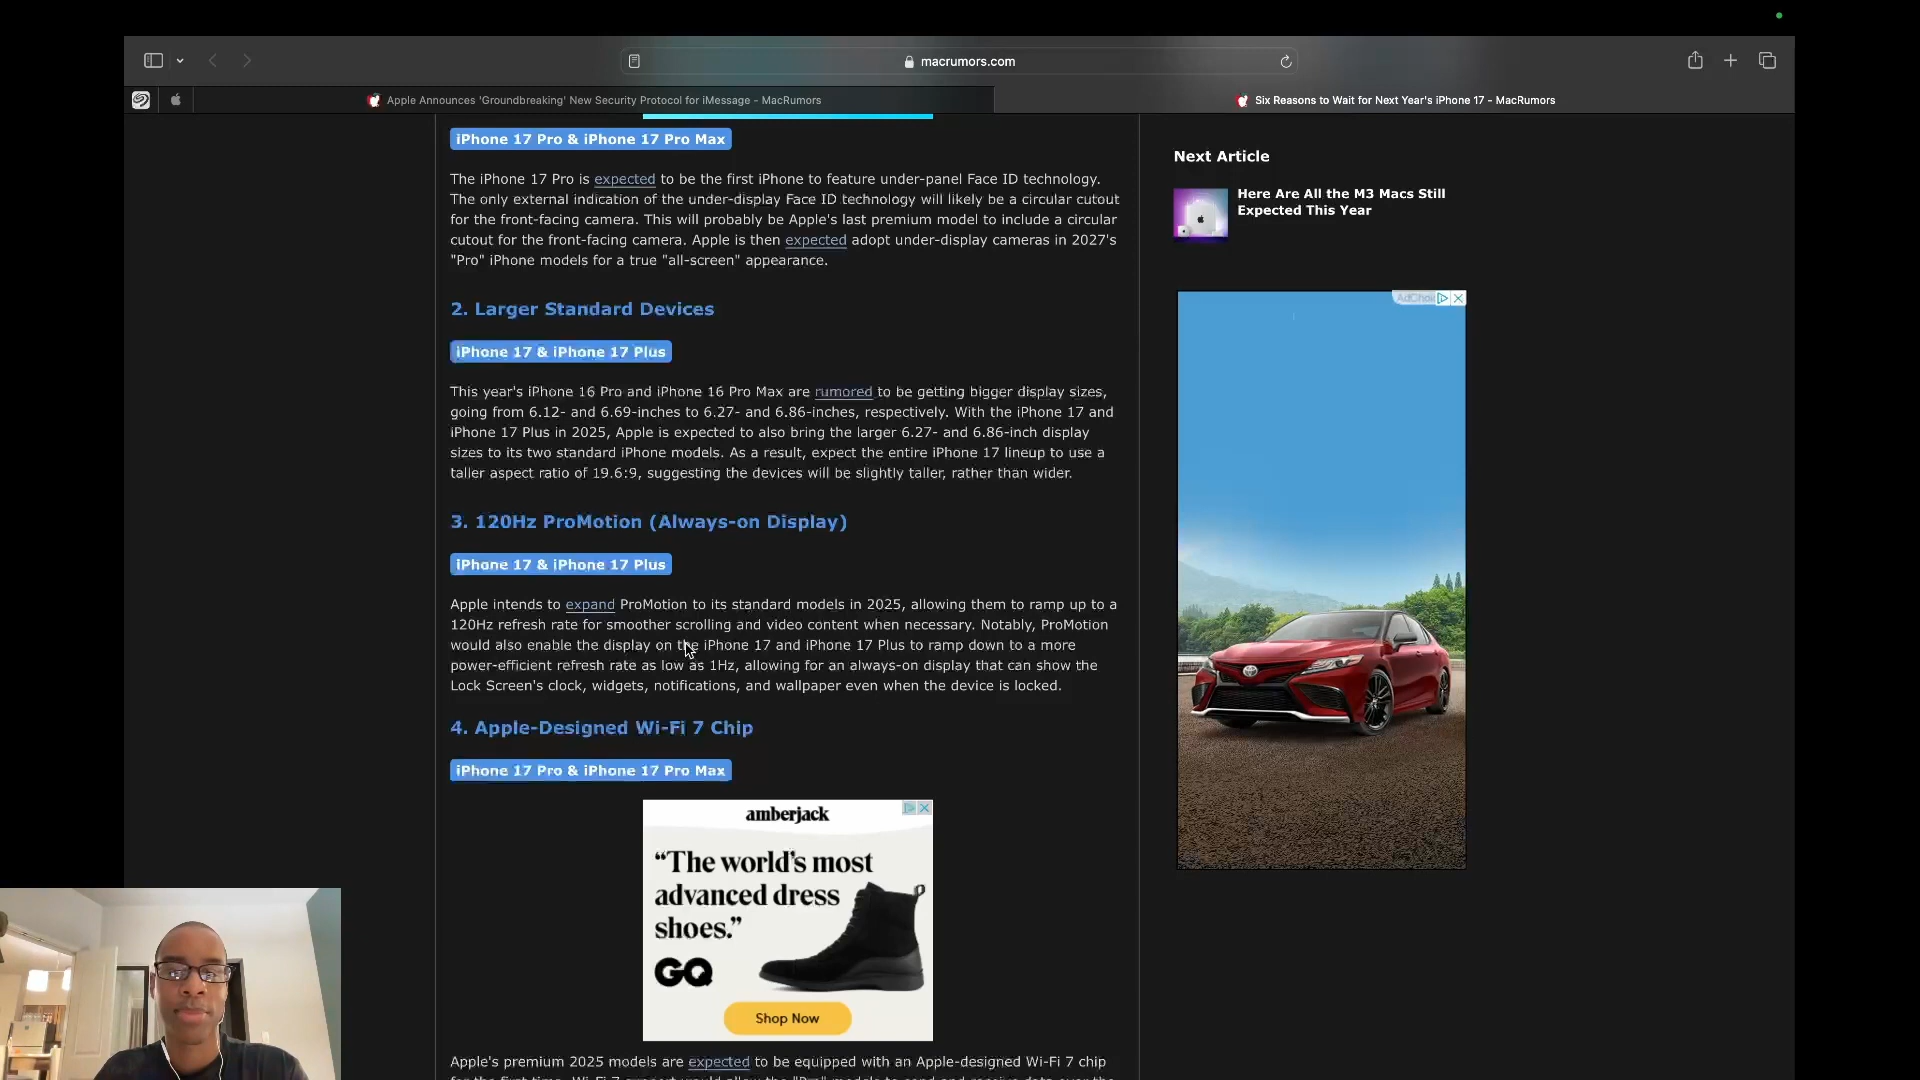 macrumors.com
Apple Announces 'Groundbreaking' New Security Protocol for iMessage - MacRumors
Six Reasons to Wait for Next Year's iPhone 17 - MacRumors
iPhone 17 Pro & iPhone 17 Pro Max
The iPhone 17 Pro is expected to be the first iPhone to feature under-panel Face ID technology.
The only external indication of the under-display Face ID technology will likely be a circular cutout
for the front-facing camera. This will probably be Apple's last premium model to include a circular
cutout for the front-facing camera. Apple is then expected adopt under-display cameras in 2027's
"Pro" iPhone models for a true "all-screen" appearance.
2. Larger Standard Devices
iPhone 17 & iPhone 17 Plus
This year's iPhone 16 Pro and iPhone 16 Pro Max are rumored to be getting bigger display sizes,
going from 6.12- and 6.69-inches to 6.27- and 6.86-inches, respectively. With the iPhone 17 and
iPhone 17 Plus in 2025, Apple is expected to also bring the larger 6.27- and 6.86-inch display
sizes to its two standard iPhone models. As a result, expect the entire iPhone 17 lineup to use a
taller aspect ratio of 19.6:9, suggesting the devices will be slightly taller, rather than wider.
3. 120Hz ProMotion (Always-on Display)
iPhone 17 & iPhone 17 Plus
Apple intends to expand ProMotion to its standard models in 2025, allowing them to ramp up to a
120Hz refresh rate for smoother scrolling and video content when necessary. Notably, ProMotion
would also enable the display on the iPhone 17 and iPhone 17 Plus to ramp down to a more
power-efficient refresh rate as low as 1Hz, allowing for an always-on display that can show the
Lock Screen's clock, widgets, notifications, and wallpaper even when the device is locked.
4. Apple-Designed Wi-Fi 7 Chip
iPhone 17 Pro & iPhone 17 Pro Max
amberjack
“The world's most
advanced dress
shoes.”
GQ
Shop Now
Apple's premium 2025 models are expected to be equipped with an Apple-designed Wi-Fi 7 chip
Next Article
Here Are All the M3 Macs Still
Expected This Year